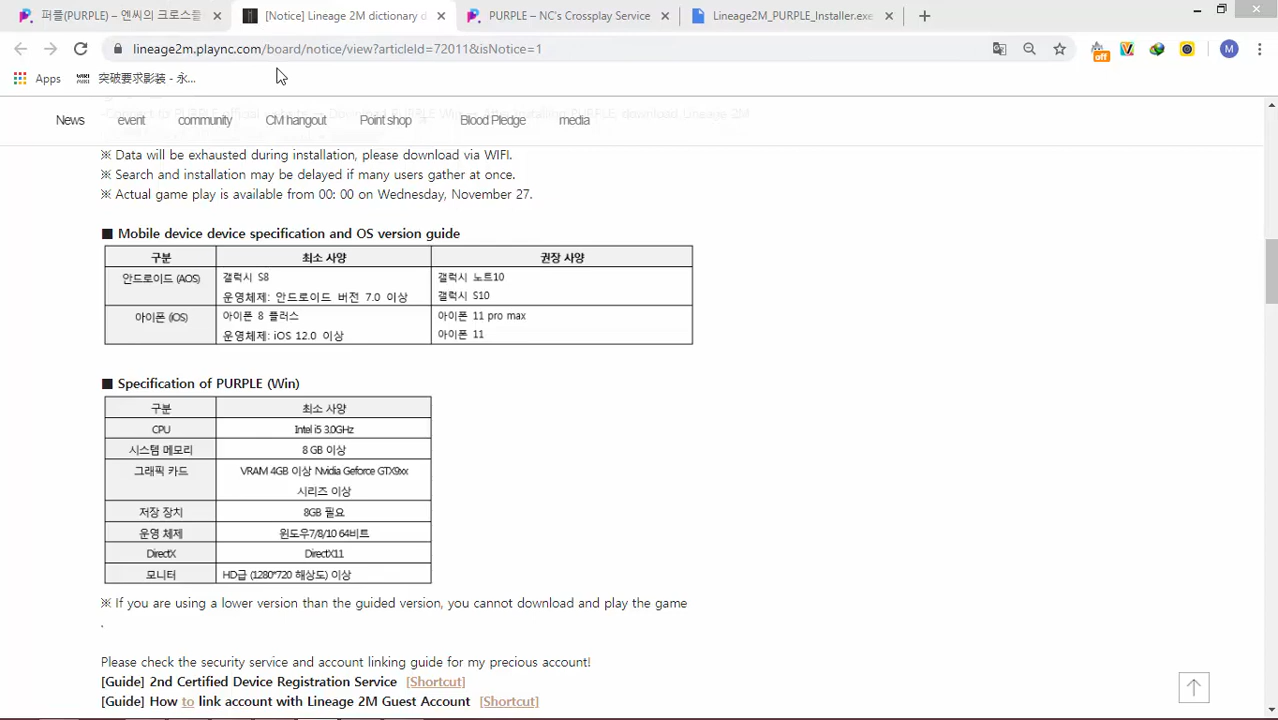 퍼플(PURPLE) – 엔씨의 크로스플
[Notice] Lineage 2M dictionary d
PURPLE – NC's Crossplay Service
Lineage2M_PURPLE_Installer.exe
lineage2m.plaync.com/board/notice/view?articleId=72011&isNotice=1
off
M
Apps
突破要求影装 - 永...
News event community CM hangout Point shop Blood Pledge media
※ Data will be exhausted during installation, please download via WIFI.
※ Search and installation may be delayed if many users gather at once.
※ Actual game play is available from 00: 00 on Wednesday, November 27.
■ Mobile device device specification and OS version guide
구분 최소 사양 권장 사양
안드로이드 (AOS) 갤럭시 S8 갤럭시 노트10
운영체제: 안드로이드 버전 7.0 이상 갤럭시 S10
아이폰 (iOS) 아이폰 8 플러스 아이폰 11 pro max
운영체제: iOS 12.0 이상 아이폰 11
■ Specification of PURPLE (Win)
구분 최소 사양
CPU Intel i5 3.0GHz
시스템 메모리 8 GB 이상
그래픽 카드 VRAM 4GB 이상 Nvidia Geforce GTX9xx
시리즈 이상
저장 장치 8GB 필요
운영 체제 윈도우7/8/10 64비트
DirectX DirectX11
모니터 HD급 (1280*720 해상도) 이상
※ If you are using a lower version than the guided version, you cannot download and play the game
.
Please check the security service and account linking guide for my precious account!
[Guide] 2nd Certified Device Registration Service [Shortcut]
[Guide] How to link account with Lineage 2M Guest Account [Shortcut]